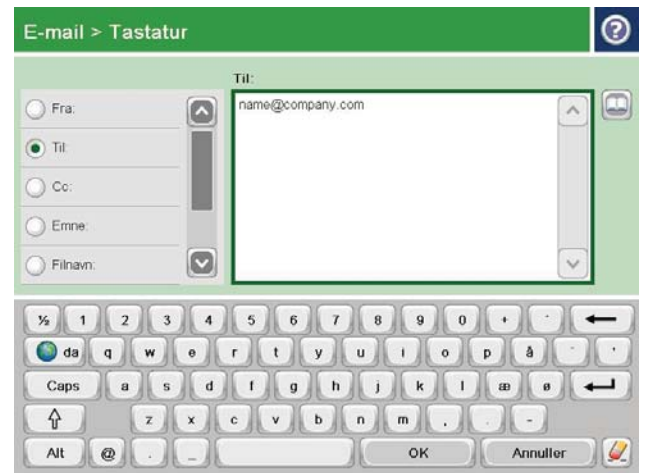 E-mail > Tastatur
?
Til:
Fra:
name@company.com
Til:
Cc:
Emne:
Filnavn:
½ 1 2 3 4 5 6 7 8 9 0 +
da q w e r t y u i o p å
Caps a s d f g h j k l æ ø
z x c v b n m , . -
Alt @ . _ OK Annuller